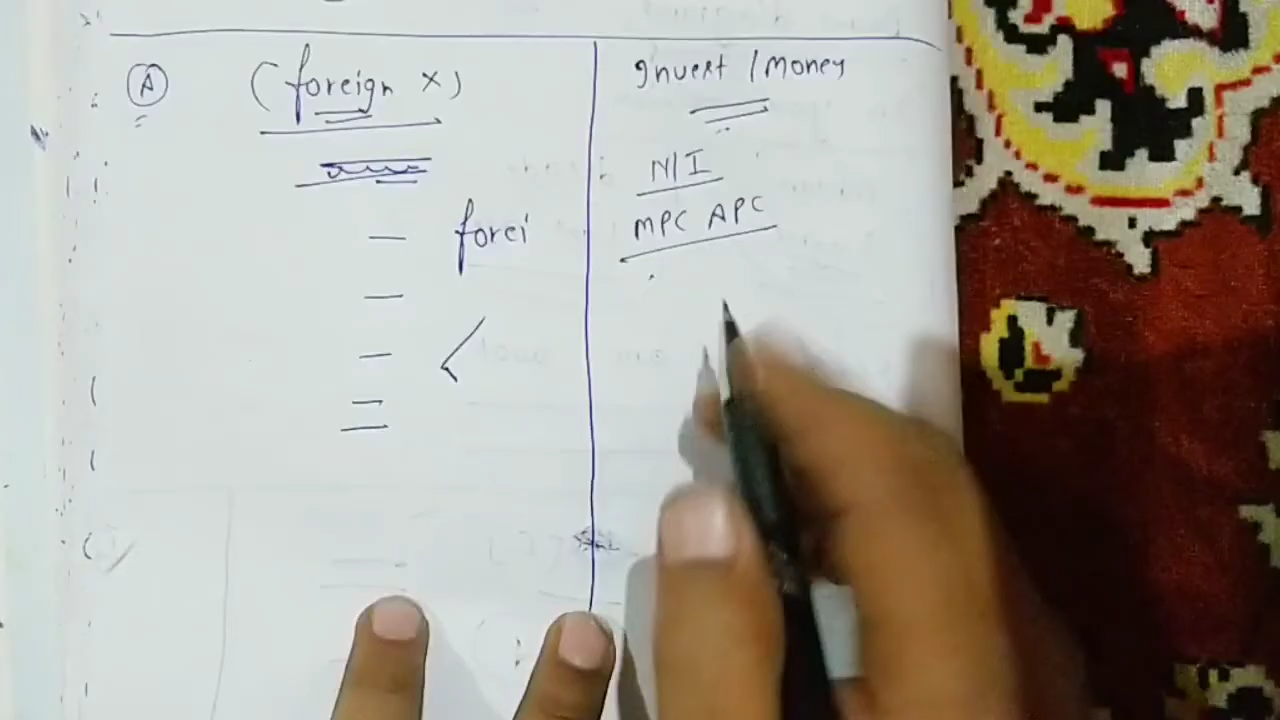 A
(foreign x)
forei
Invest / Money
N/I
MPC APC